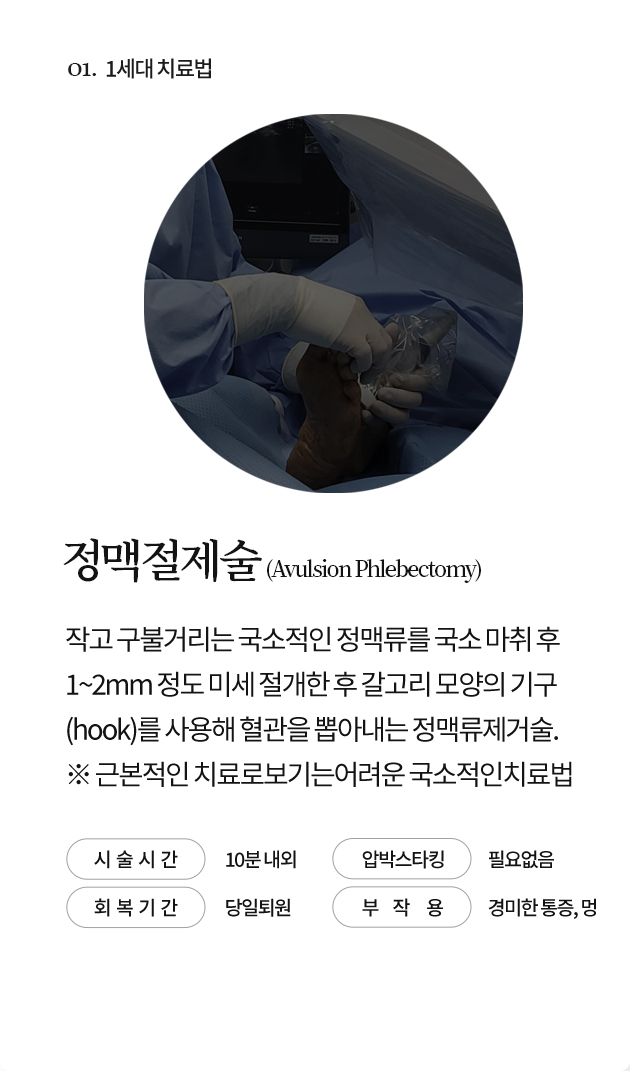 01. 1세대 치료법
정맥절제술 (Avulsion Phlebectomy)
작고 구불거리는 국소적인 정맥류를 국소 마취 후
1~2mm 정도 미세 절개한 후 갈고리 모양의 기구
(hook)를 사용해 혈관을 뽑아내는 정맥류제거술.
※ 근본적인 치료로보기는어려운 국소적인치료법
시술시간 10분 내외 압박스타킹 필요없음
회복기간 당일퇴원 부작용 경미한 통증, 멍